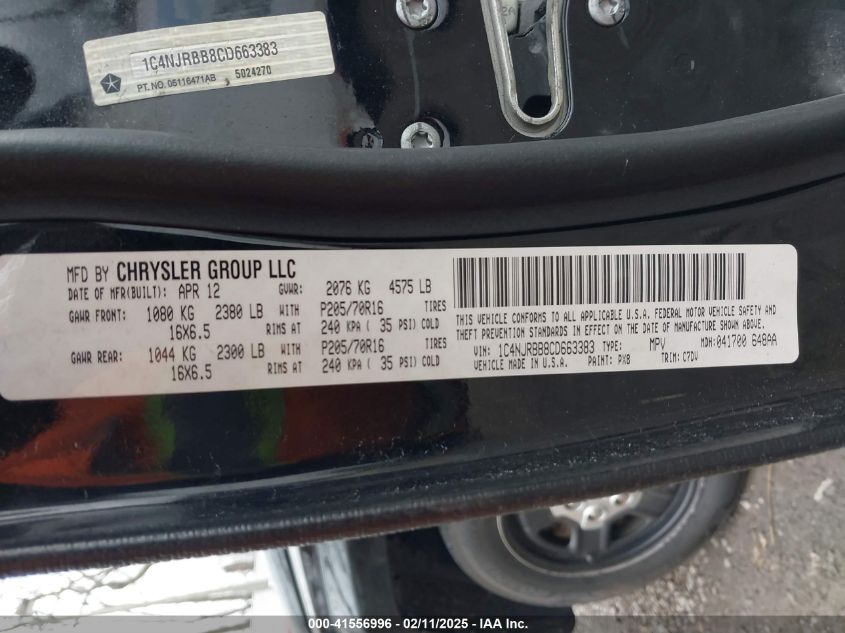 1C4NJRBB8CD663383
PT. NO. 05116471AB 5024270
MFD BY CHRYSLER GROUP LLC
DATE OF MFR(BUILT): APR 12 GVWR: 2076 KG 4575 LB
GAWR FRONT: 1080 KG 2380 LB WITH P205/70R16 TIRES
16X6.5 RIMS AT 240 KPA ( 35 PSI) COLD
GAWR REAR: 1044 KG 2300 LB WITH P205/70R16 TIRES
16X6.5 RIMS AT 240 KPA ( 35 PSI) COLD
THIS VEHICLE CONFORMS TO ALL APPLICABLE U.S.A. FEDERAL MOTOR VEHICLE SAFETY AND
THEFT PREVENTION STANDARDS IN EFFECT ON THE DATE OF MANUFACTURE SHOWN ABOVE.
VIN: 1C4NJRBB8CD663383 TYPE: MPV MDH:041700 648AA
VEHICLE MADE IN U.S.A. PAINT: PX8 TRIM: C7DV
000-41556996 - 02/11/2025 - IAA Inc.